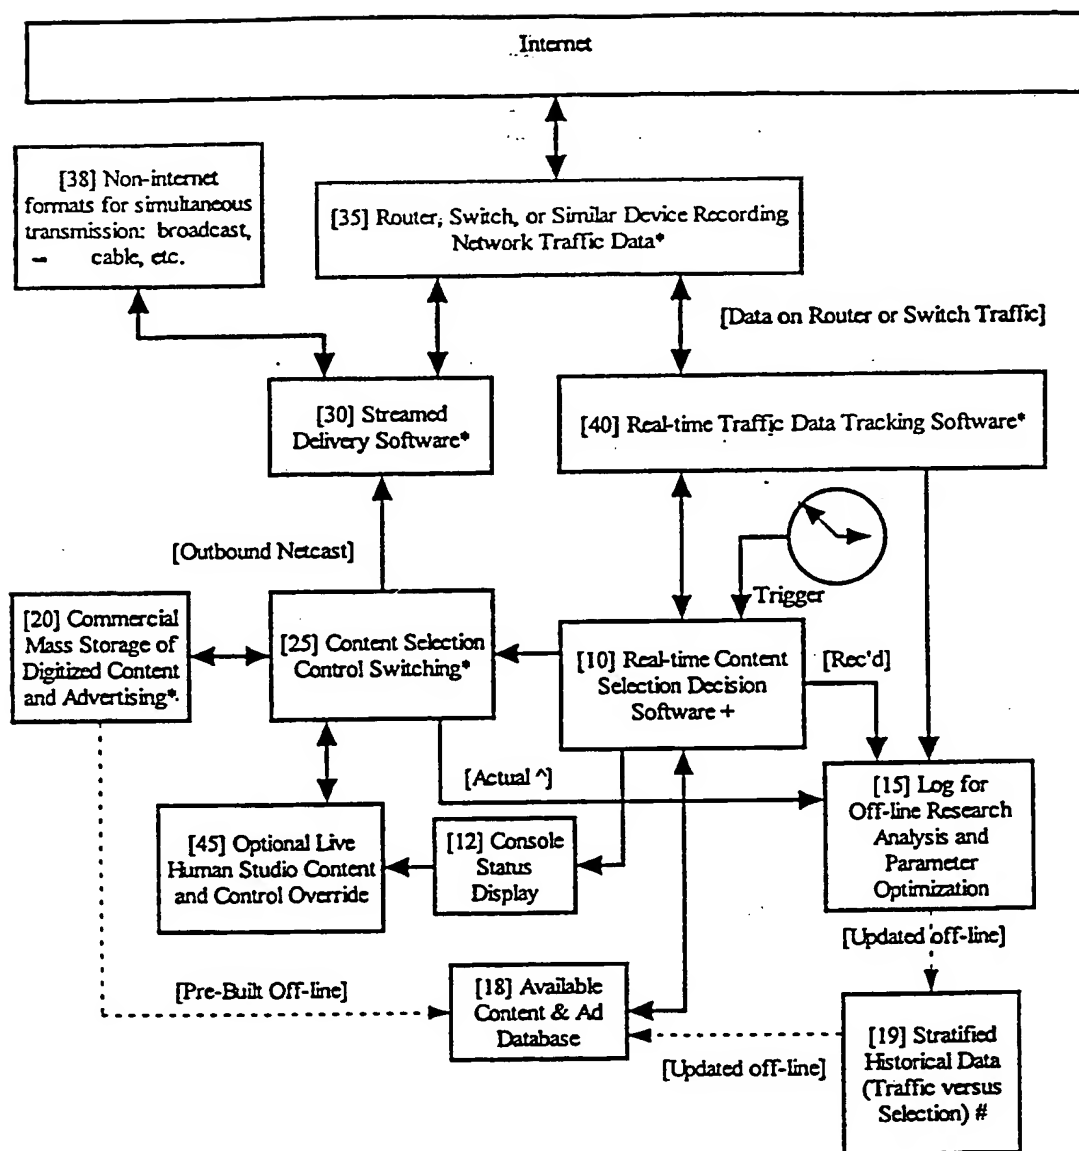 Internet
[38] Non-internet
formats for simultaneous
transmission: broadcast,
cable, etc.
[35] Router, Switch, or Similar Device Recording
Network Traffic Data*
[Data on Router or Switch Traffic]
[30] Streamed
Delivery Software*
[40] Real-time Traffic Data Tracking Software*
[Outbound Netcast]
Trigger
[20] Commercial
Mass Storage of
Digitized Content
and Advertising*
[25] Content Selection
Control Switching*
[10] Real-time Content
Selection Decision
Software +
[Rec'd]
[Actual ^]
[15] Log for
Off-line Research
Analysis and
Parameter
Optimization
[45] Optional Live
Human Studio Content
and Control Override
[12] Console
Status
Display
[Updated off-line]
[Pre-Built Off-line]
[18] Available
Content & Ad
Database
[Updated off-line]
[19] Stratified
Historical Data
(Traffic versus
Selection) #